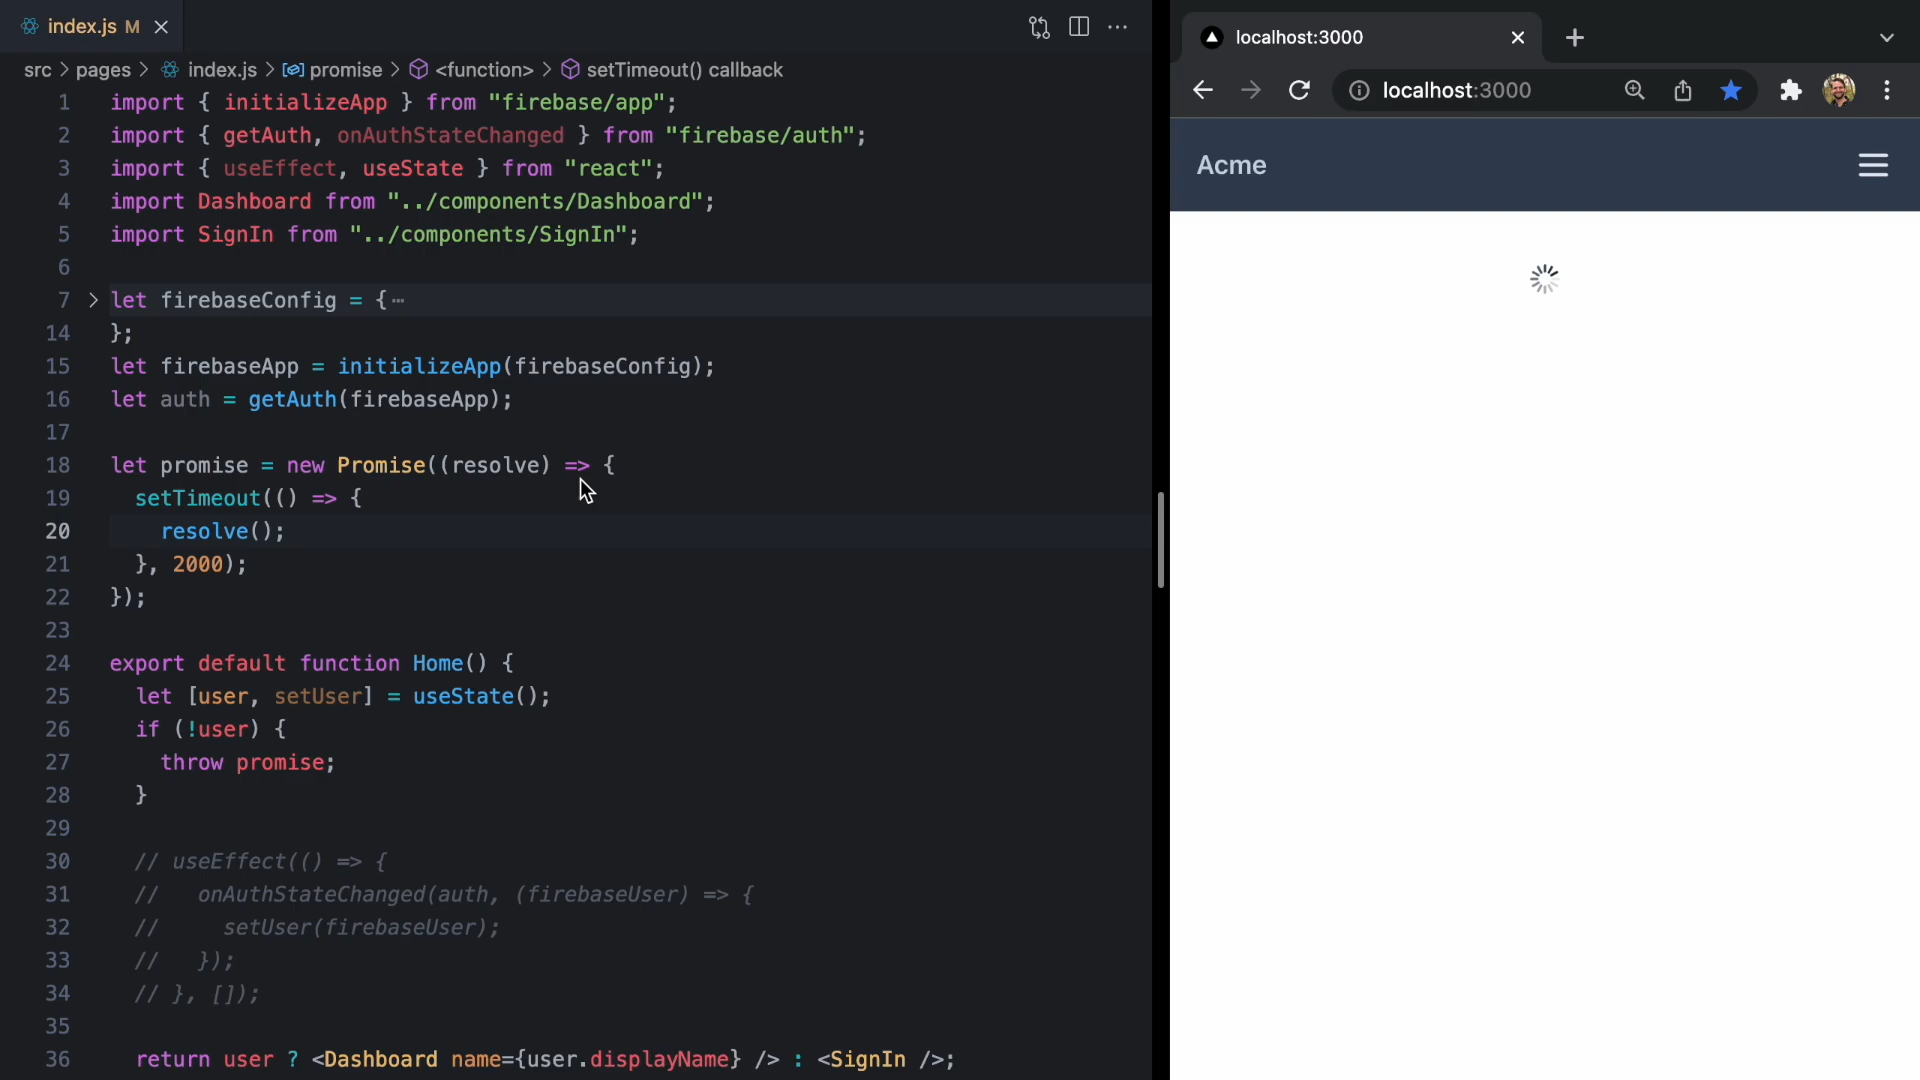 index.js M
src > pages > index.js > promise > <function> > setTimeout() callback
1 import { initializeApp } from "firebase/app";
2 import { getAuth, onAuthStateChanged } from "firebase/auth";
3 import { useEffect, useState } from "react";
4 import Dashboard from "../components/Dashboard";
5 import SignIn from "../components/SignIn";
6
7 let firebaseConfig = {…
14 };
15 let firebaseApp = initializeApp(firebaseConfig);
16 let auth = getAuth(firebaseApp);
17
18 let promise = new Promise((resolve) => {
19 setTimeout(() => {
20 resolve();
21 }, 2000);
22 });
23
24 export default function Home() {
25 let [user, setUser] = useState();
26 if (!user) {
27 throw promise;
28 }
29
30 // useEffect(() => {
31 // onAuthStateChanged(auth, (firebaseUser) => {
32 // setUser(firebaseUser);
33 // });
34 // }, []);
35
36 return user ? <Dashboard name={user.displayName} /> : <SignIn />;
localhost:3000
localhost:3000
Acme